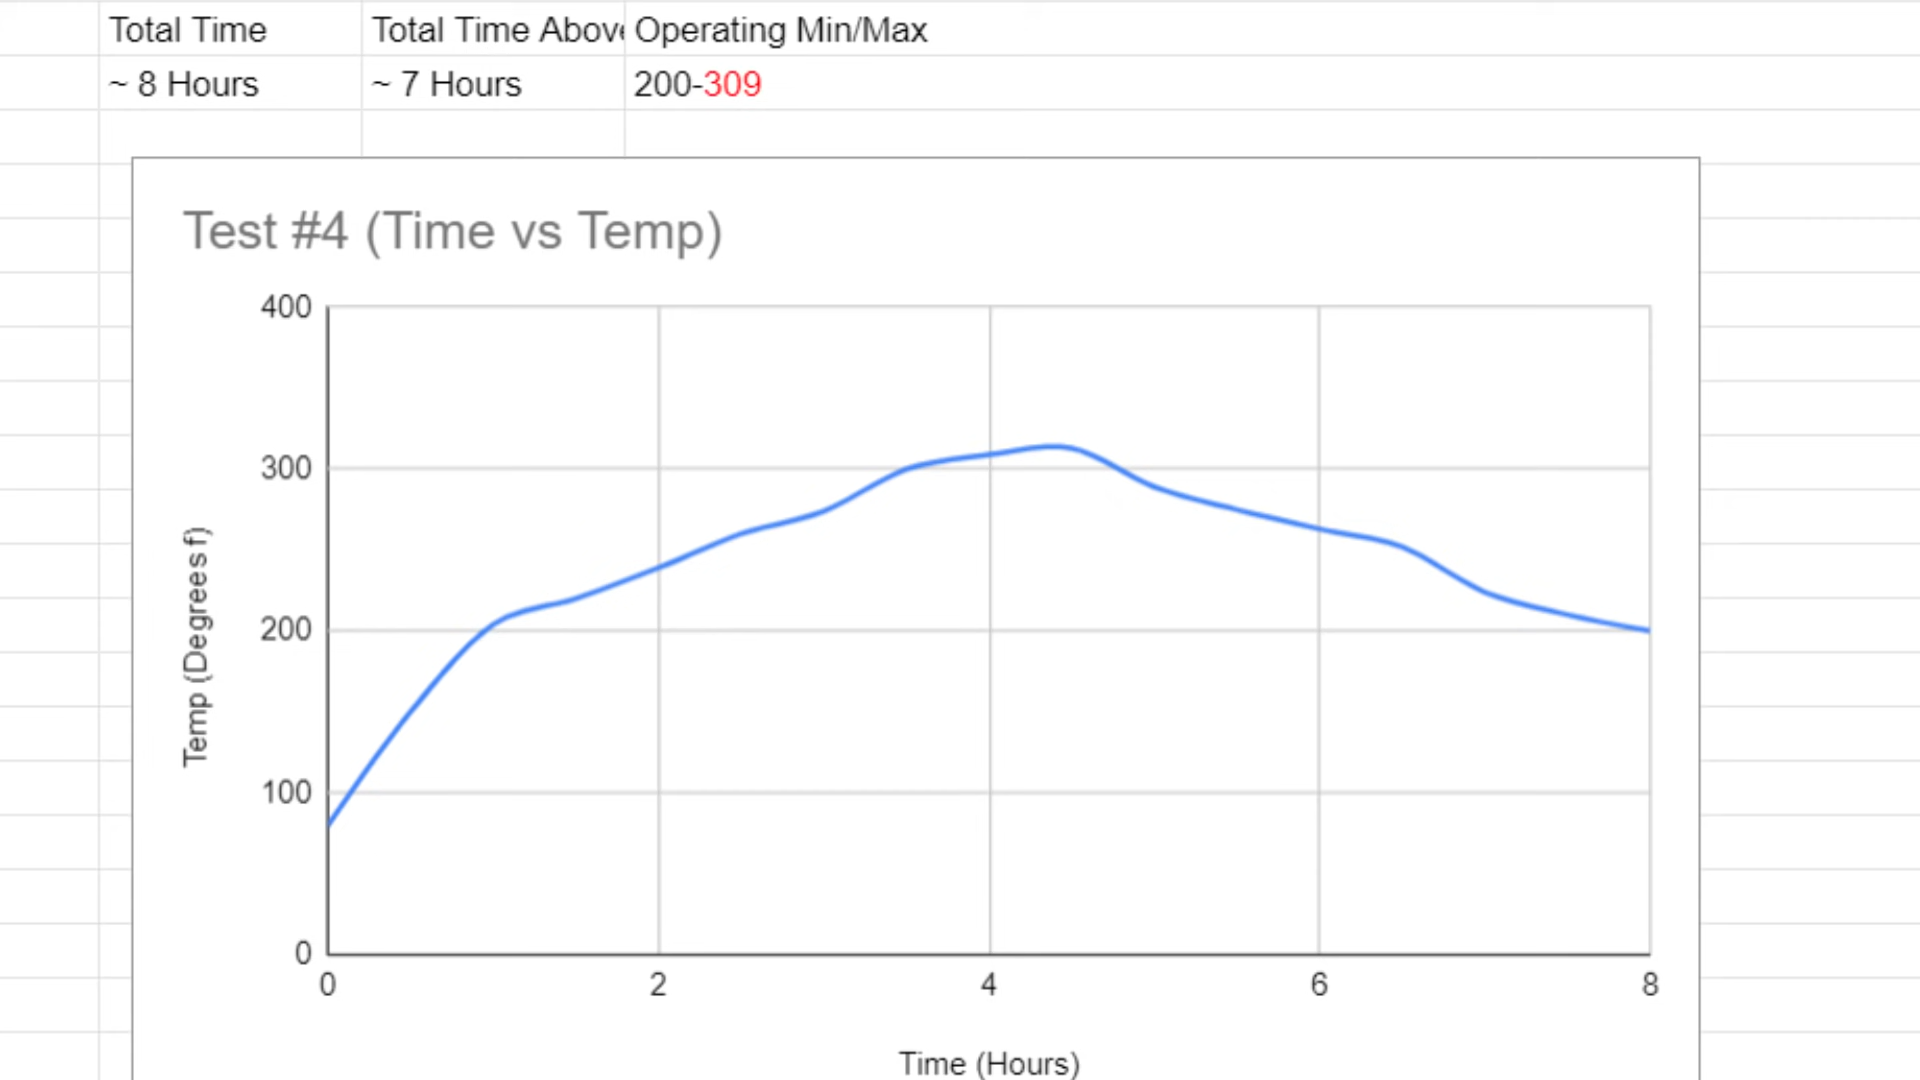 Total Time Total Time Above Operating Min/Max
~ 8 Hours ~ 7 Hours 200-309
Test #4 (Time vs Temp)
400
300
200
100
0
Temp (Degrees f)
0 2 4 6 8
Time (Hours)